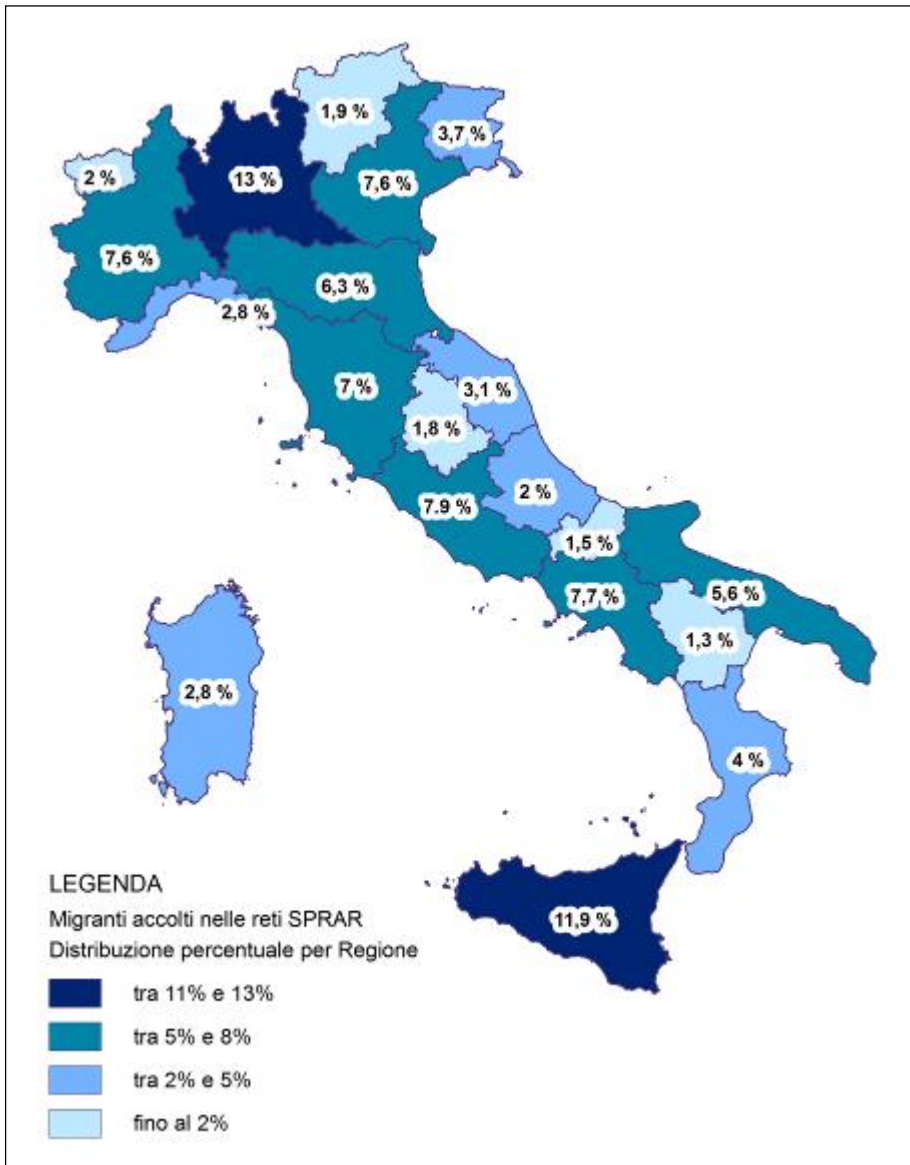 1,9 %
3,7 %
2 %
13 %
7,6 %
7,6 %
6,3 %
2,8 %
7 %
3,1 %
1,8 %
2 %
7.9 %
1,5 %
7,7 %
5,6 %
1,3 %
2,8 %
4 %
11,9 %
LEGENDA
Migranti accolti nelle reti SPRAR
Distribuzione percentuale per Regione
tra 11% e 13%
tra 5% e 8%
tra 2% e 5%
fino al 2%